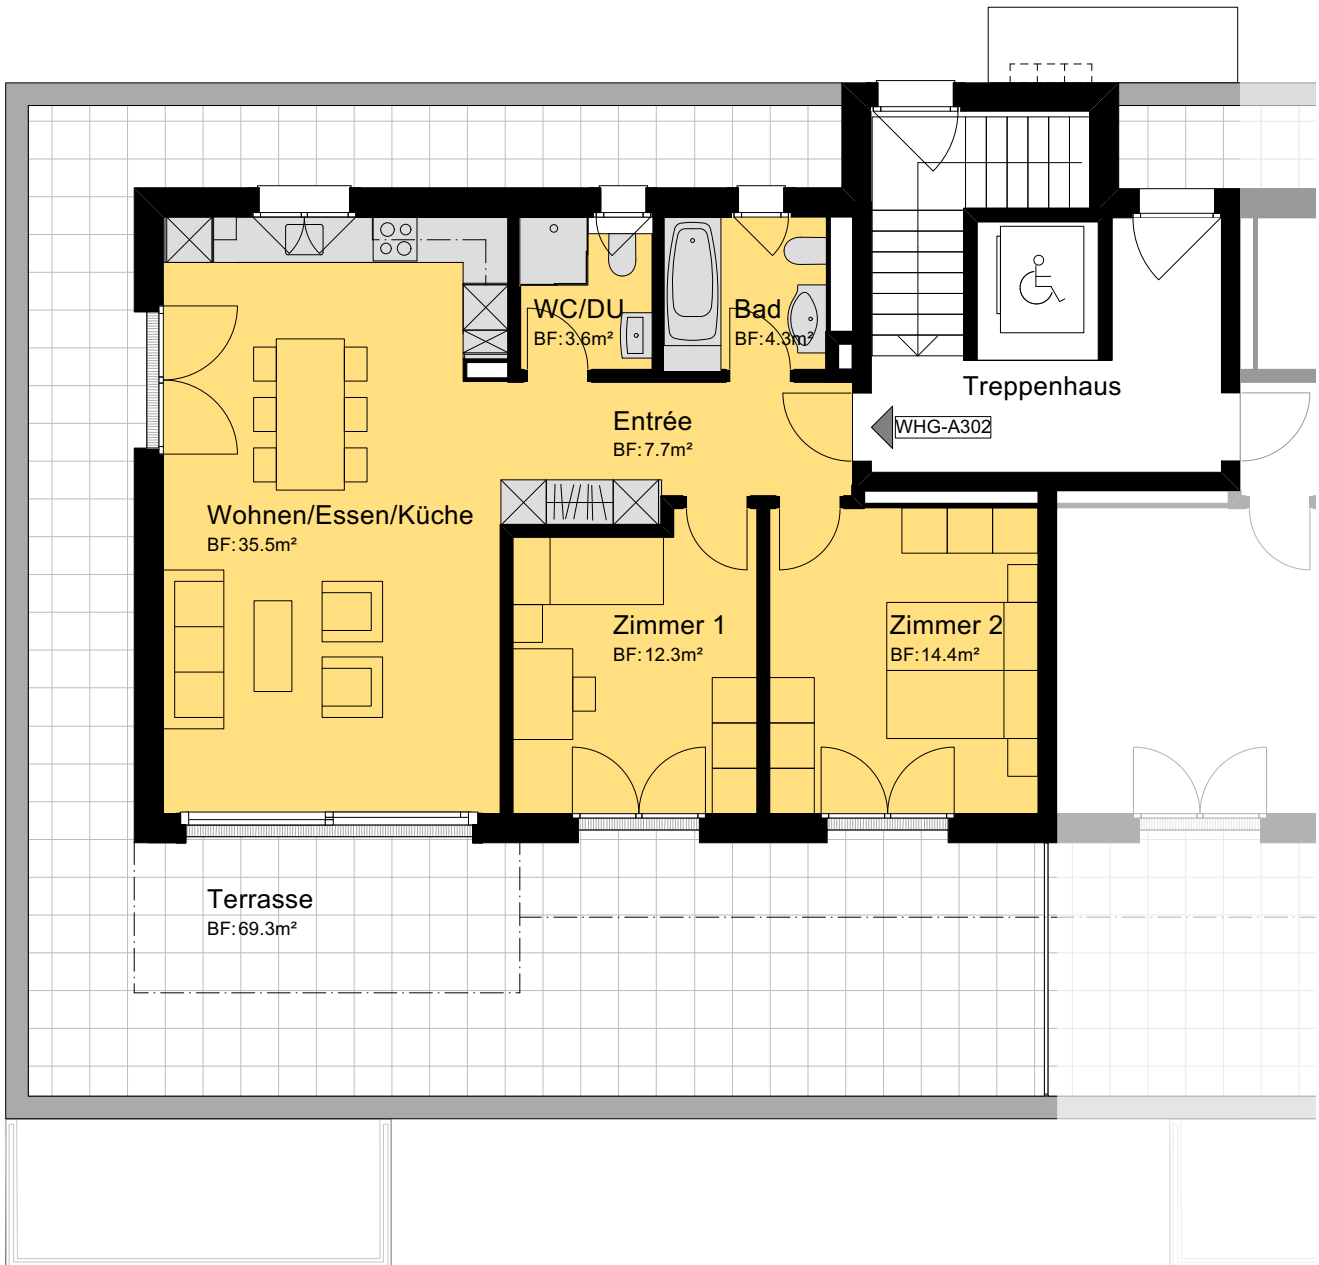 WC/DU
BF:3.6m²
Bad
BF:4.3m²
Treppenhaus
Entrée
BF:7.7m²
WHG-A302
Wohnen/Essen/Küche
BF:35.5m²
Zimmer 1
BF:12.3m²
Zimmer 2
BF:14.4m²
Terrasse
BF:69.3m²